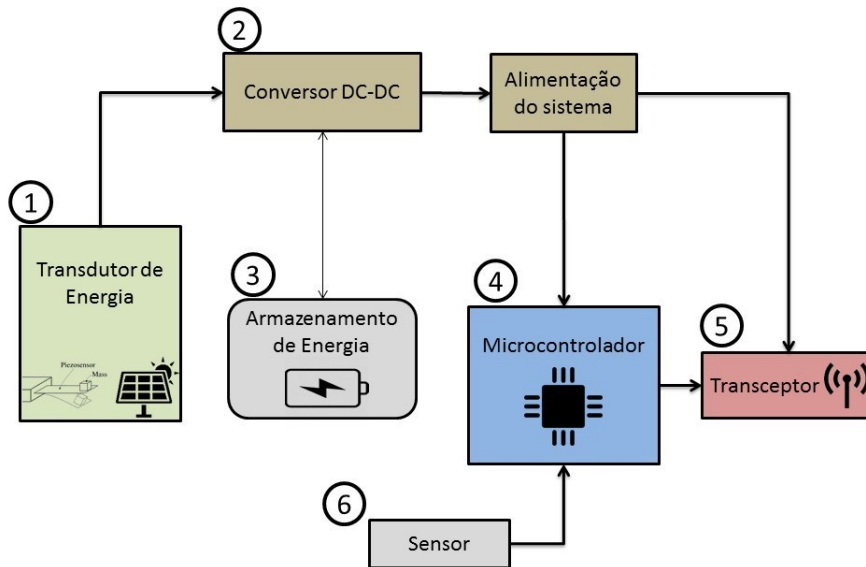 1
Transdutor de
Energia
Piezosensor
Mass
2
Conversor DC-DC
Alimentação
do sistema
3
Armazenamento
de Energia
4
Microcontrolador
5
Transceptor
6
Sensor